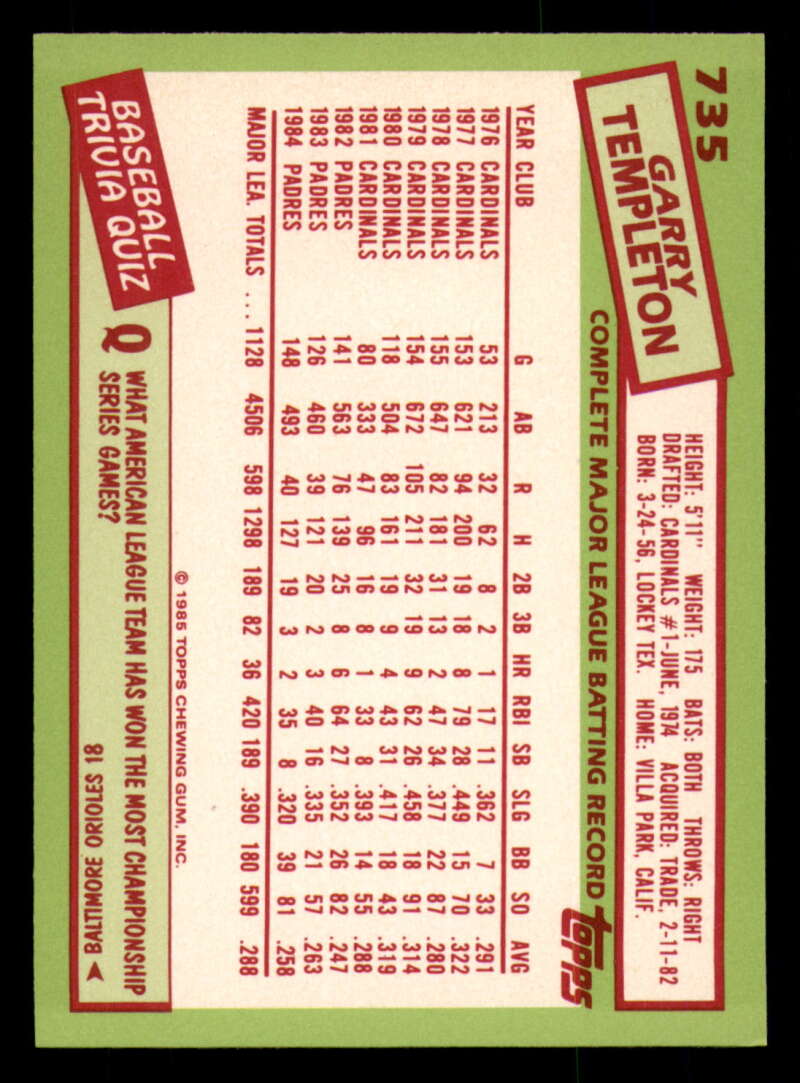 735
GARRY
TEMPLETON
HEIGHT: 5'11" WEIGHT: 175 BATS: BOTH THROWS: RIGHT
DRAFTED: CARDINALS #1-JUNE, 1974 ACQUIRED: TRADE, 2-11-82
BORN: 3-24-56, LOCKEY TEX. HOME: VILLA PARK, CALIF.
COMPLETE MAJOR LEAGUE BATTING RECORD
topps
YEAR CLUB G AB R H 2B 3B HR RBI SB SLG BB SO AVG
1976 CARDINALS 53 213 32 62 8 2 1 17 11 .362 7 33 .291
1977 CARDINALS 153 621 94 200 19 18 8 79 28 .449 15 70 .322
1978 CARDINALS 155 647 82 181 31 13 2 47 34 .377 22 87 .280
1979 CARDINALS 154 672 105 211 32 19 9 62 26 .458 18 91 .314
1980 CARDINALS 118 504 83 161 19 9 4 43 31 .417 18 43 .319
1981 CARDINALS 80 333 47 96 16 8 1 33 8 .393 14 55 .288
1982 PADRES 141 563 76 139 25 8 6 64 27 .352 26 82 .247
1983 PADRES 126 460 39 121 20 2 3 40 16 .335 21 57 .263
1984 PADRES 148 493 40 127 19 3 2 35 8 .320 39 81 .258
MAJOR LEA. TOTALS ... 1128 4506 598 1298 189 82 36 420 189 .390 180 599 .288
© 1985 TOPPS CHEWING GUM, INC.
BASEBALL
TRIVIA QUIZ
Q WHAT AMERICAN LEAGUE TEAM HAS WON THE MOST CHAMPIONSHIP
SERIES GAMES?
BALTIMORE ORIOLES 18